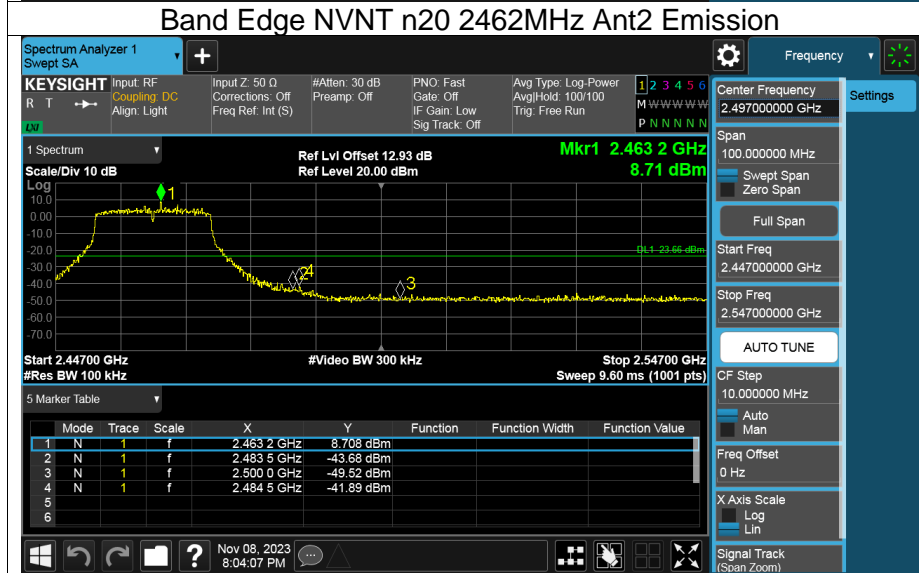 Band Edge NVNT n20 2462MHz Ant2 Emission
Spectrum Analyzer 1
Swept SA
+
Frequency
KEYSIGHT Input: RF Input Z: 50 Ω #Atten: 30 dB PNO: Fast Avg Type: Log-Power 1 2 3 4 5 6
R T Coupling: DC Corrections: Off Preamp: Off Gate: Off Avg|Hold: 100/100 M W W W W W
Align: Light Freq Ref: Int (S) IF Gain: Low Trig: Free Run
LXI Sig Track: Off P N N N N N
1 Spectrum
Ref Lvl Offset 12.93 dB Mkr1 2.463 2 GHz
Scale/Div 10 dB Ref Level 20.00 dBm 8.71 dBm
Log
10.0
0.00
-10.0
-20.0
-30.0
-40.0
-50.0
-60.0
-70.0
1
2
4
3
DL1 -23.66 dBm
Start 2.44700 GHz #Video BW 300 kHz Stop 2.54700 GHz
#Res BW 100 kHz Sweep 9.60 ms (1001 pts)
5 Marker Table
Mode Trace Scale X Y Function Function Width Function Value
1 N 1 f 2.463 2 GHz 8.708 dBm
2 N 1 f 2.483 5 GHz -43.68 dBm
3 N 1 f 2.500 0 GHz -49.52 dBm
4 N 1 f 2.484 5 GHz -41.89 dBm
5
6
? Nov 08, 2023
8:04:07 PM
Center Frequency
2.497000000 GHz
Settings
Span
100.000000 MHz
Swept Span
Zero Span
Full Span
Start Freq
2.447000000 GHz
Stop Freq
2.547000000 GHz
AUTO TUNE
CF Step
10.000000 MHz
Auto
Man
Freq Offset
0 Hz
X Axis Scale
Log
Lin
Signal Track
(Span Zoom)